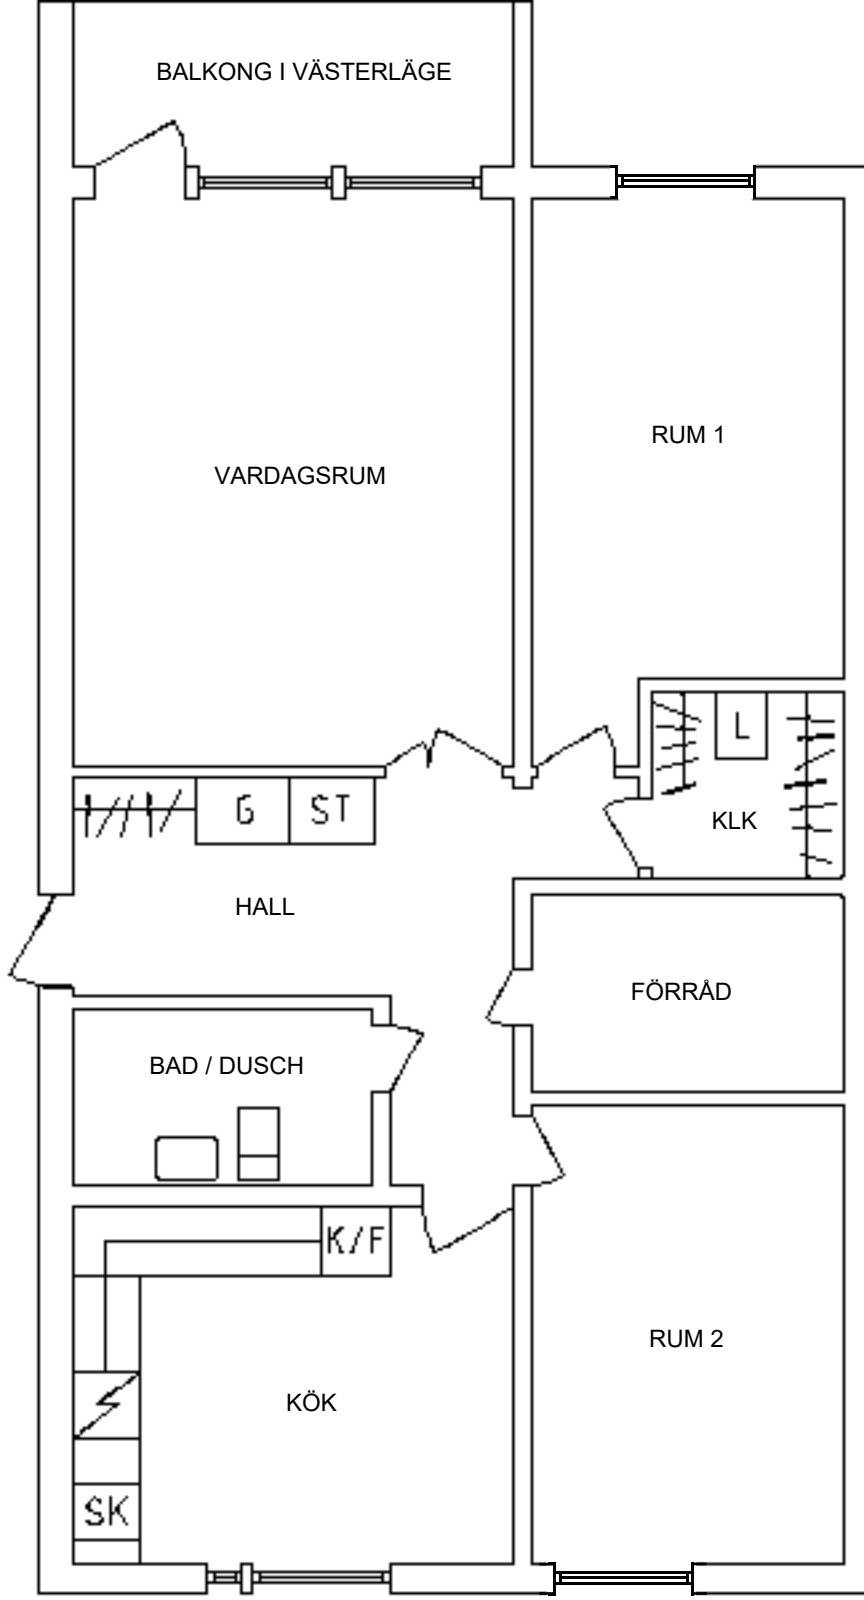 BALKONG I VÄSTERLÄGE
RUM 1
VARDAGSRUM
L
G
ST
KLK
HALL
FÖRRÅD
BAD / DUSCH
K/F
RUM 2
KÖK
SK